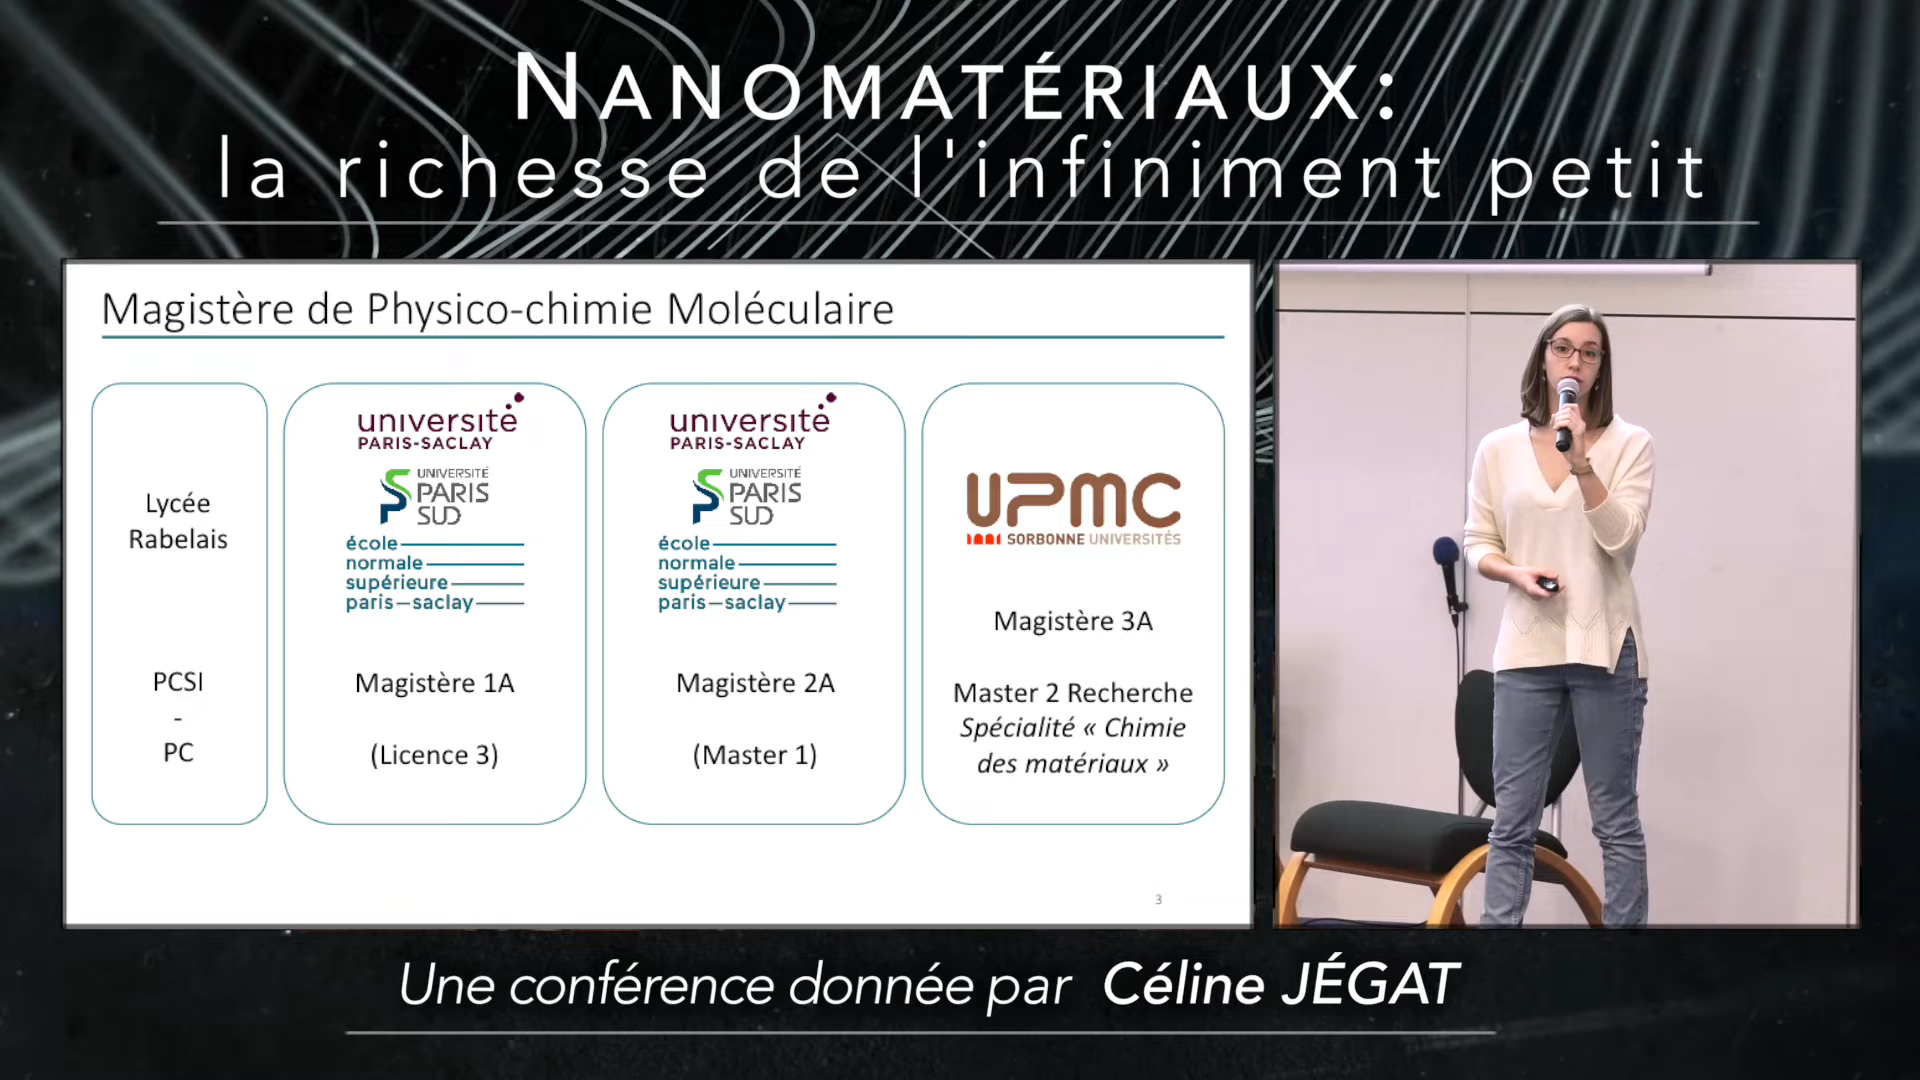 NANOMATÉRIAUX:
la richesse de l'infiniment petit
Magistère de Physico-chimie Moléculaire
Lycée
Rabelais
PCSI
-
PC
université
PARIS-SACLAY
UNIVERSITÉ
PARIS
SUD
école
normale
supérieure
paris-saclay
Magistère 1A
(Licence 3)
université
PARIS-SACLAY
UNIVERSITÉ
PARIS
SUD
école
normale
supérieure
paris-saclay
Magistère 2A
(Master 1)
UPMC
SORBONNE UNIVERSITÉS
Magistère 3A
Master 2 Recherche
Spécialité « Chimie
des matériaux »
3
Une conférence donnée par Céline JÉGAT